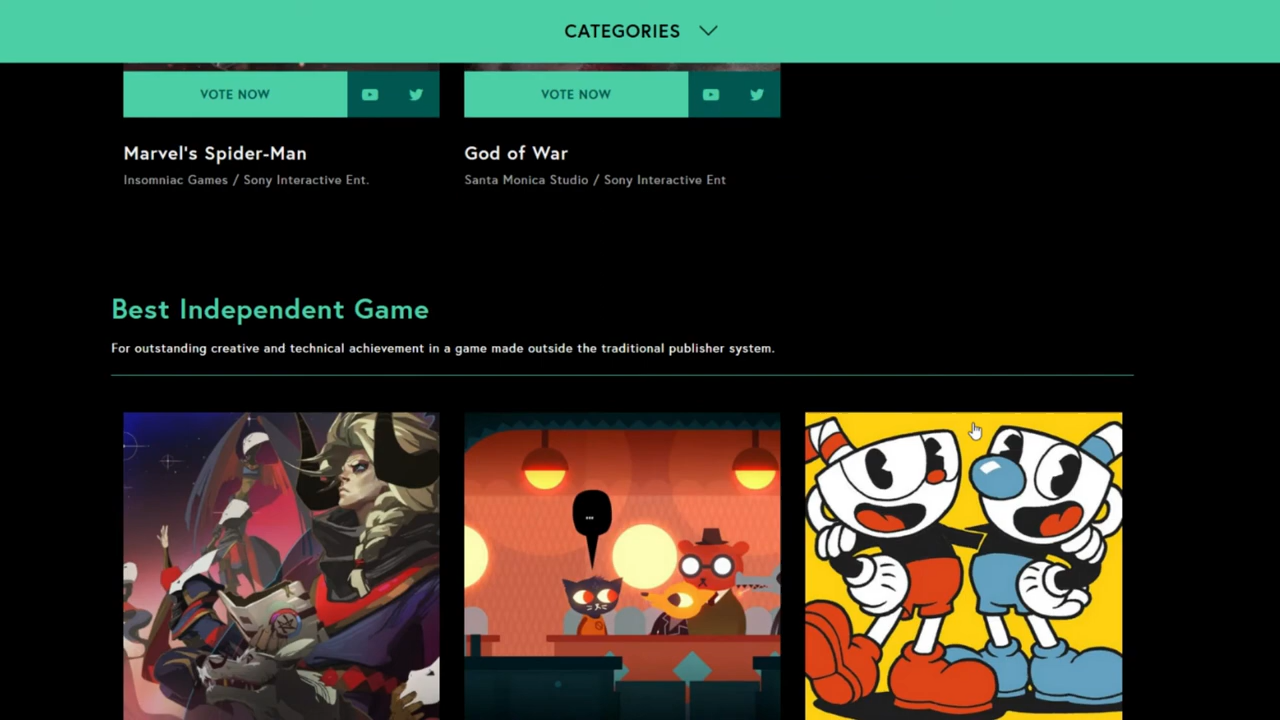 CATEGORIES
VOTE NOW
VOTE NOW
Marvel's Spider-Man
God of War
Insomniac Games / Sony Interactive Ent.
Santa Monica Studio / Sony Interactive Ent
Best Independent Game
For outstanding creative and technical achievement in a game made outside the traditional publisher system.
...